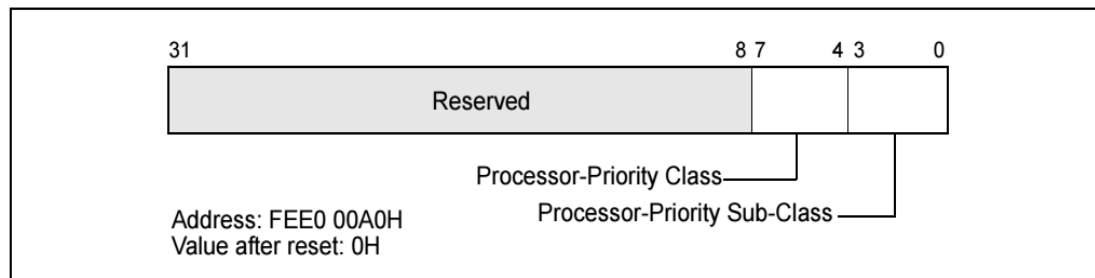 31 8 7 4 3 0
Reserved
Processor-Priority Class
Processor-Priority Sub-Class
Address: FEE0 00A0H
Value after reset: 0H